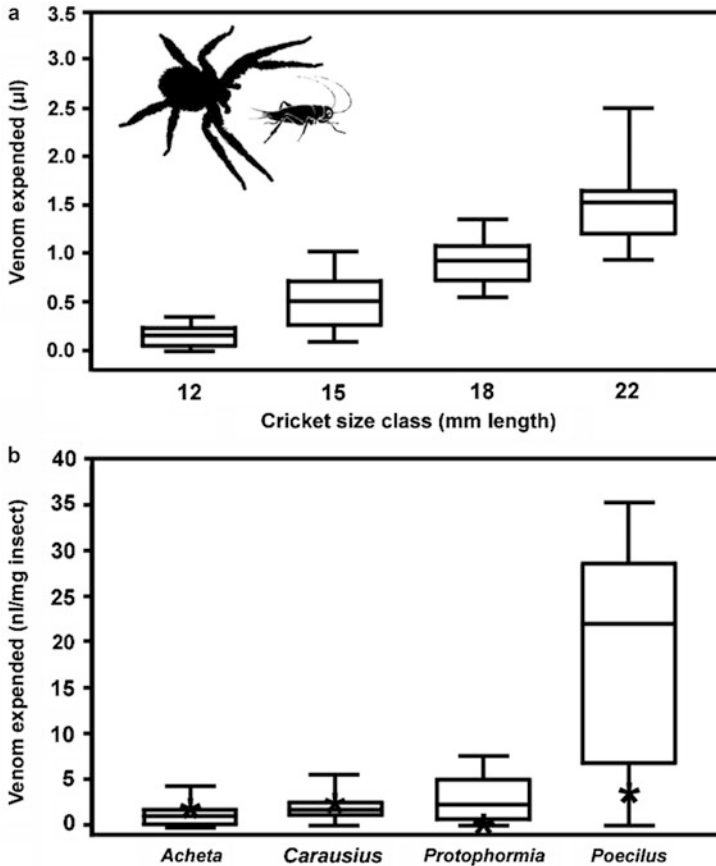 a
Venom expended (µl)
3.5
3.0
2.5
2.0
1.5
1.0
0.5
0.0
12 15 18 22
Cricket size class (mm length)
b
Venom expended (nl/mg insect)
40
35
30
25
20
15
10
5
0
Acheta Carausius Protophormia Poecilus